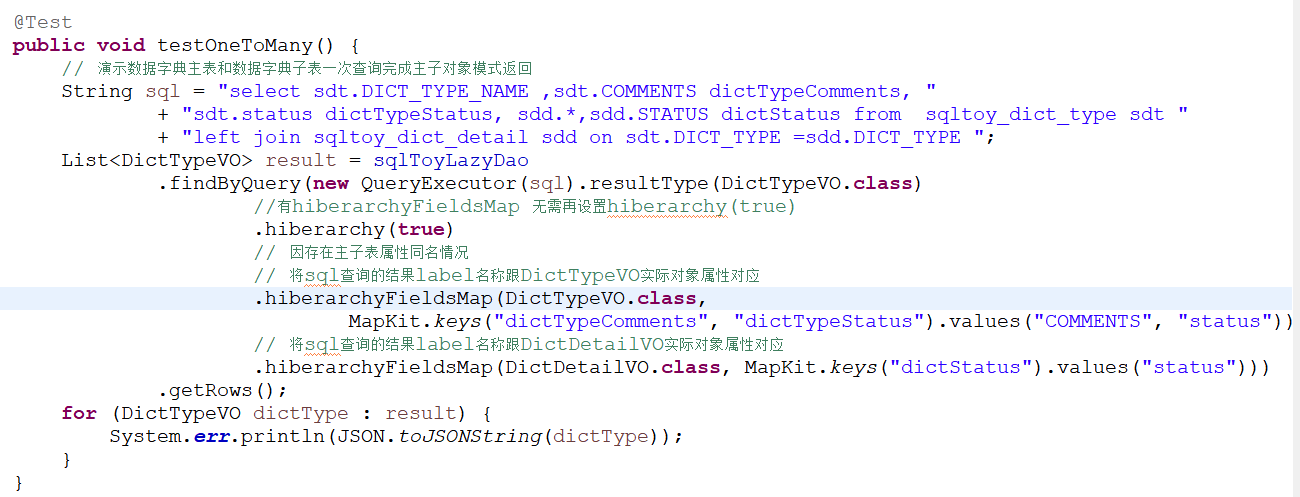 @Test
public void testOneToMany() {
// 演示数据字典主表和数据字典子表一次查询完成主子对象模式返回
String sql = "select sdt.DICT_TYPE_NAME ,sdt.COMMENTS dictTypeComments, "
+ "sdt.status dictTypeStatus, sdd.*,sdd.STATUS dictStatus from  sqltoy_dict_type sdt "
+ "left join sqltoy_dict_detail sdd on sdt.DICT_TYPE =sdd.DICT_TYPE ";
List<DictTypeVO> result = sqlToyLazyDao
.findByQuery(new QueryExecutor(sql).resultType(DictTypeVO.class)
//有hiberarchyFieldsMap 无需再设置hiberarchy(true)
.hiberarchy(true)
// 因存在主子表属性同名情况
// 将sql查询的结果label名称跟DictTypeVO实际对象属性对应
.hiberarchyFieldsMap(DictTypeVO.class,
MapKit.keys("dictTypeComments", "dictTypeStatus").values("COMMENTS", "status"))
// 将sql查询的结果label名称跟DictDetailVO实际对象属性对应
.hiberarchyFieldsMap(DictDetailVO.class, MapKit.keys("dictStatus").values("status")))
.getRows();
for (DictTypeVO dictType : result) {
System.err.println(JSON.toJSONString(dictType));
}
}